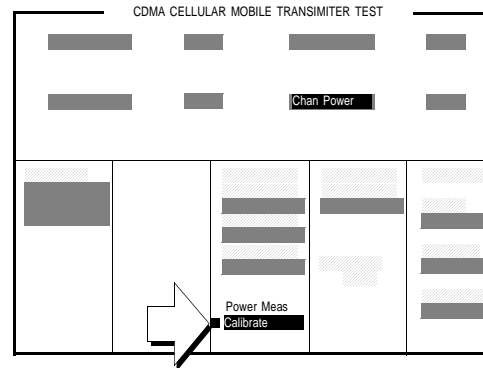 CDMA CELLULAR MOBILE TRANSIMITER TEST
Chan Power
Power Meas
Calibrate